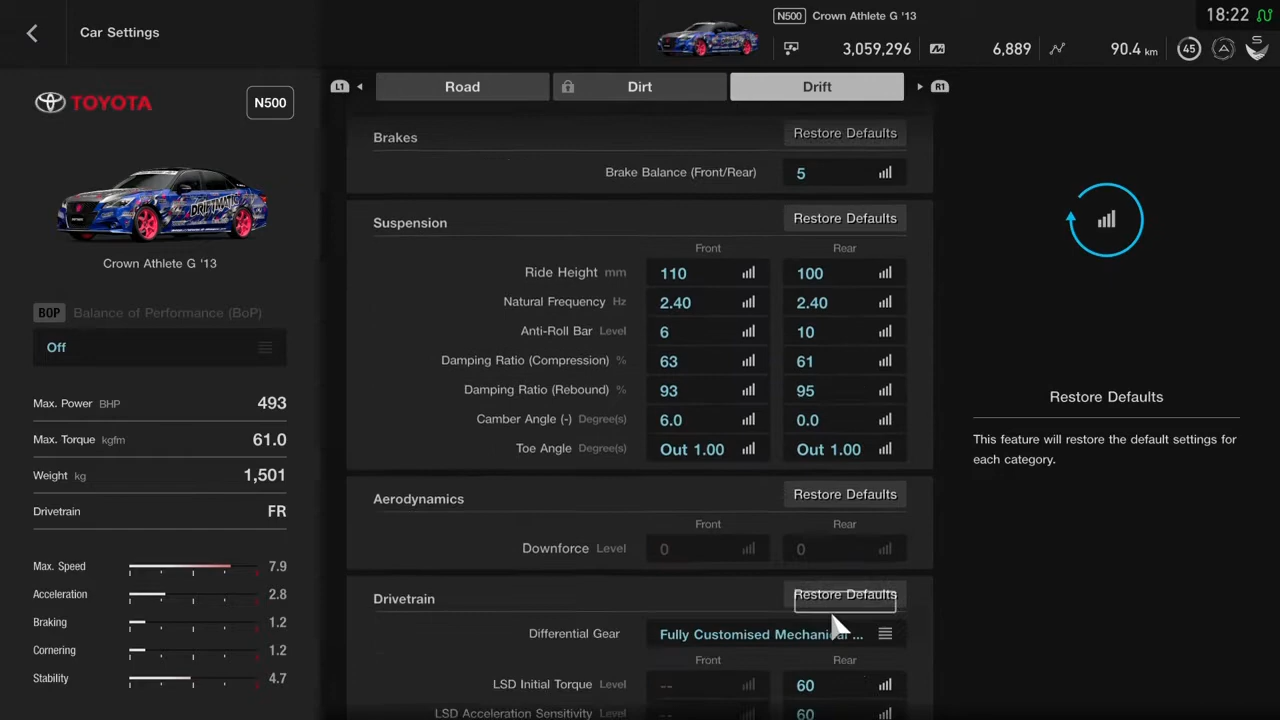 Car Settings
N500 Crown Athlete G '13
3,059,296 6,889 90.4 km 45
18:22
TOYOTA N500
DRIFTMATIC
Crown Athlete G '13
BOP Balance of Performance (BoP)
Off
Max. Power BHP 493
Max. Torque kgfm 61.0
Weight kg 1,501
Drivetrain FR
Max. Speed 7.9
Acceleration 2.8
Braking 1.2
Cornering 1.2
Stability 4.7
L1 Road Dirt Drift R1
Brakes Restore Defaults
Brake Balance (Front/Rear) 5
Suspension Restore Defaults
Front Rear
Ride Height mm 110 100
Natural Frequency Hz 2.40 2.40
Anti-Roll Bar Level 6 10
Damping Ratio (Compression) % 63 61
Damping Ratio (Rebound) % 93 95
Camber Angle (-) Degree(s) 6.0 0.0
Toe Angle Degree(s) Out 1.00 Out 1.00
Aerodynamics Restore Defaults
Front Rear
Downforce Level 0 0
Drivetrain Restore Defaults
Differential Gear Fully Customised Mechanical ...
Front Rear
LSD Initial Torque Level -- 60
LSD Acceleration Sensitivity Level -- 60
Restore Defaults
This feature will restore the default settings for
each category.